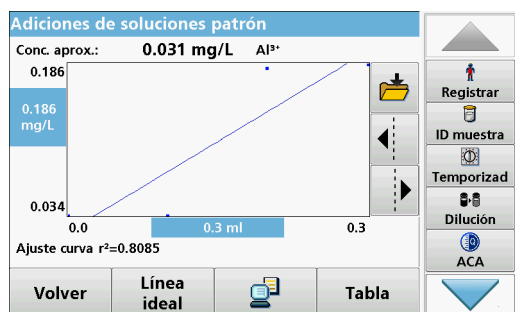 Adiciones de soluciones patrón
Conc. aprox.: 0.031 mg/L Al³⁺
0.186
0.186
mg/L
0.034
0.0
0.3 ml
0.3
Ajuste curva r²=0.8085
Volver
Línea
ideal
Tabla
Registrar
ID muestra
Temporizad
Dilución
ACA